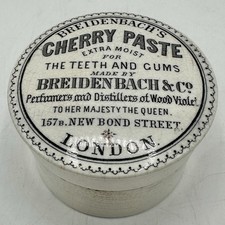 BREIDENBACH'S
CHERRY PASTE
EXTRA MOIST
FOR
THE TEETH AND GUMS
MADE BY
BREIDENBACH & Co.
Perfumers and Distillers of Wood Violet
TO HER MAJESTY THE QUEEN.
157B. NEW BOND STREET,
LONDON.